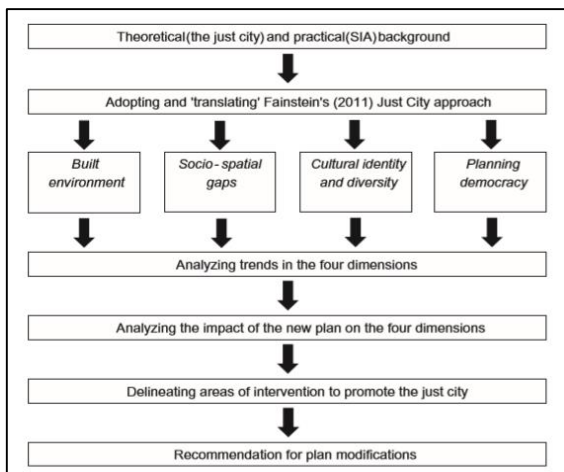 Theoretical(the just city) and practical(SIA) background
Adopting and 'translating' Fainstein's (2011) Just City approach
Built
environment
Socio-spatial
gaps
Cultural identity
and diversity
Planning
democracy
Analyzing trends in the four dimensions
Analyzing the impact of the new plan on the four dimensions
Delineating areas of intervention to promote the just city
Recommendation for plan modifications